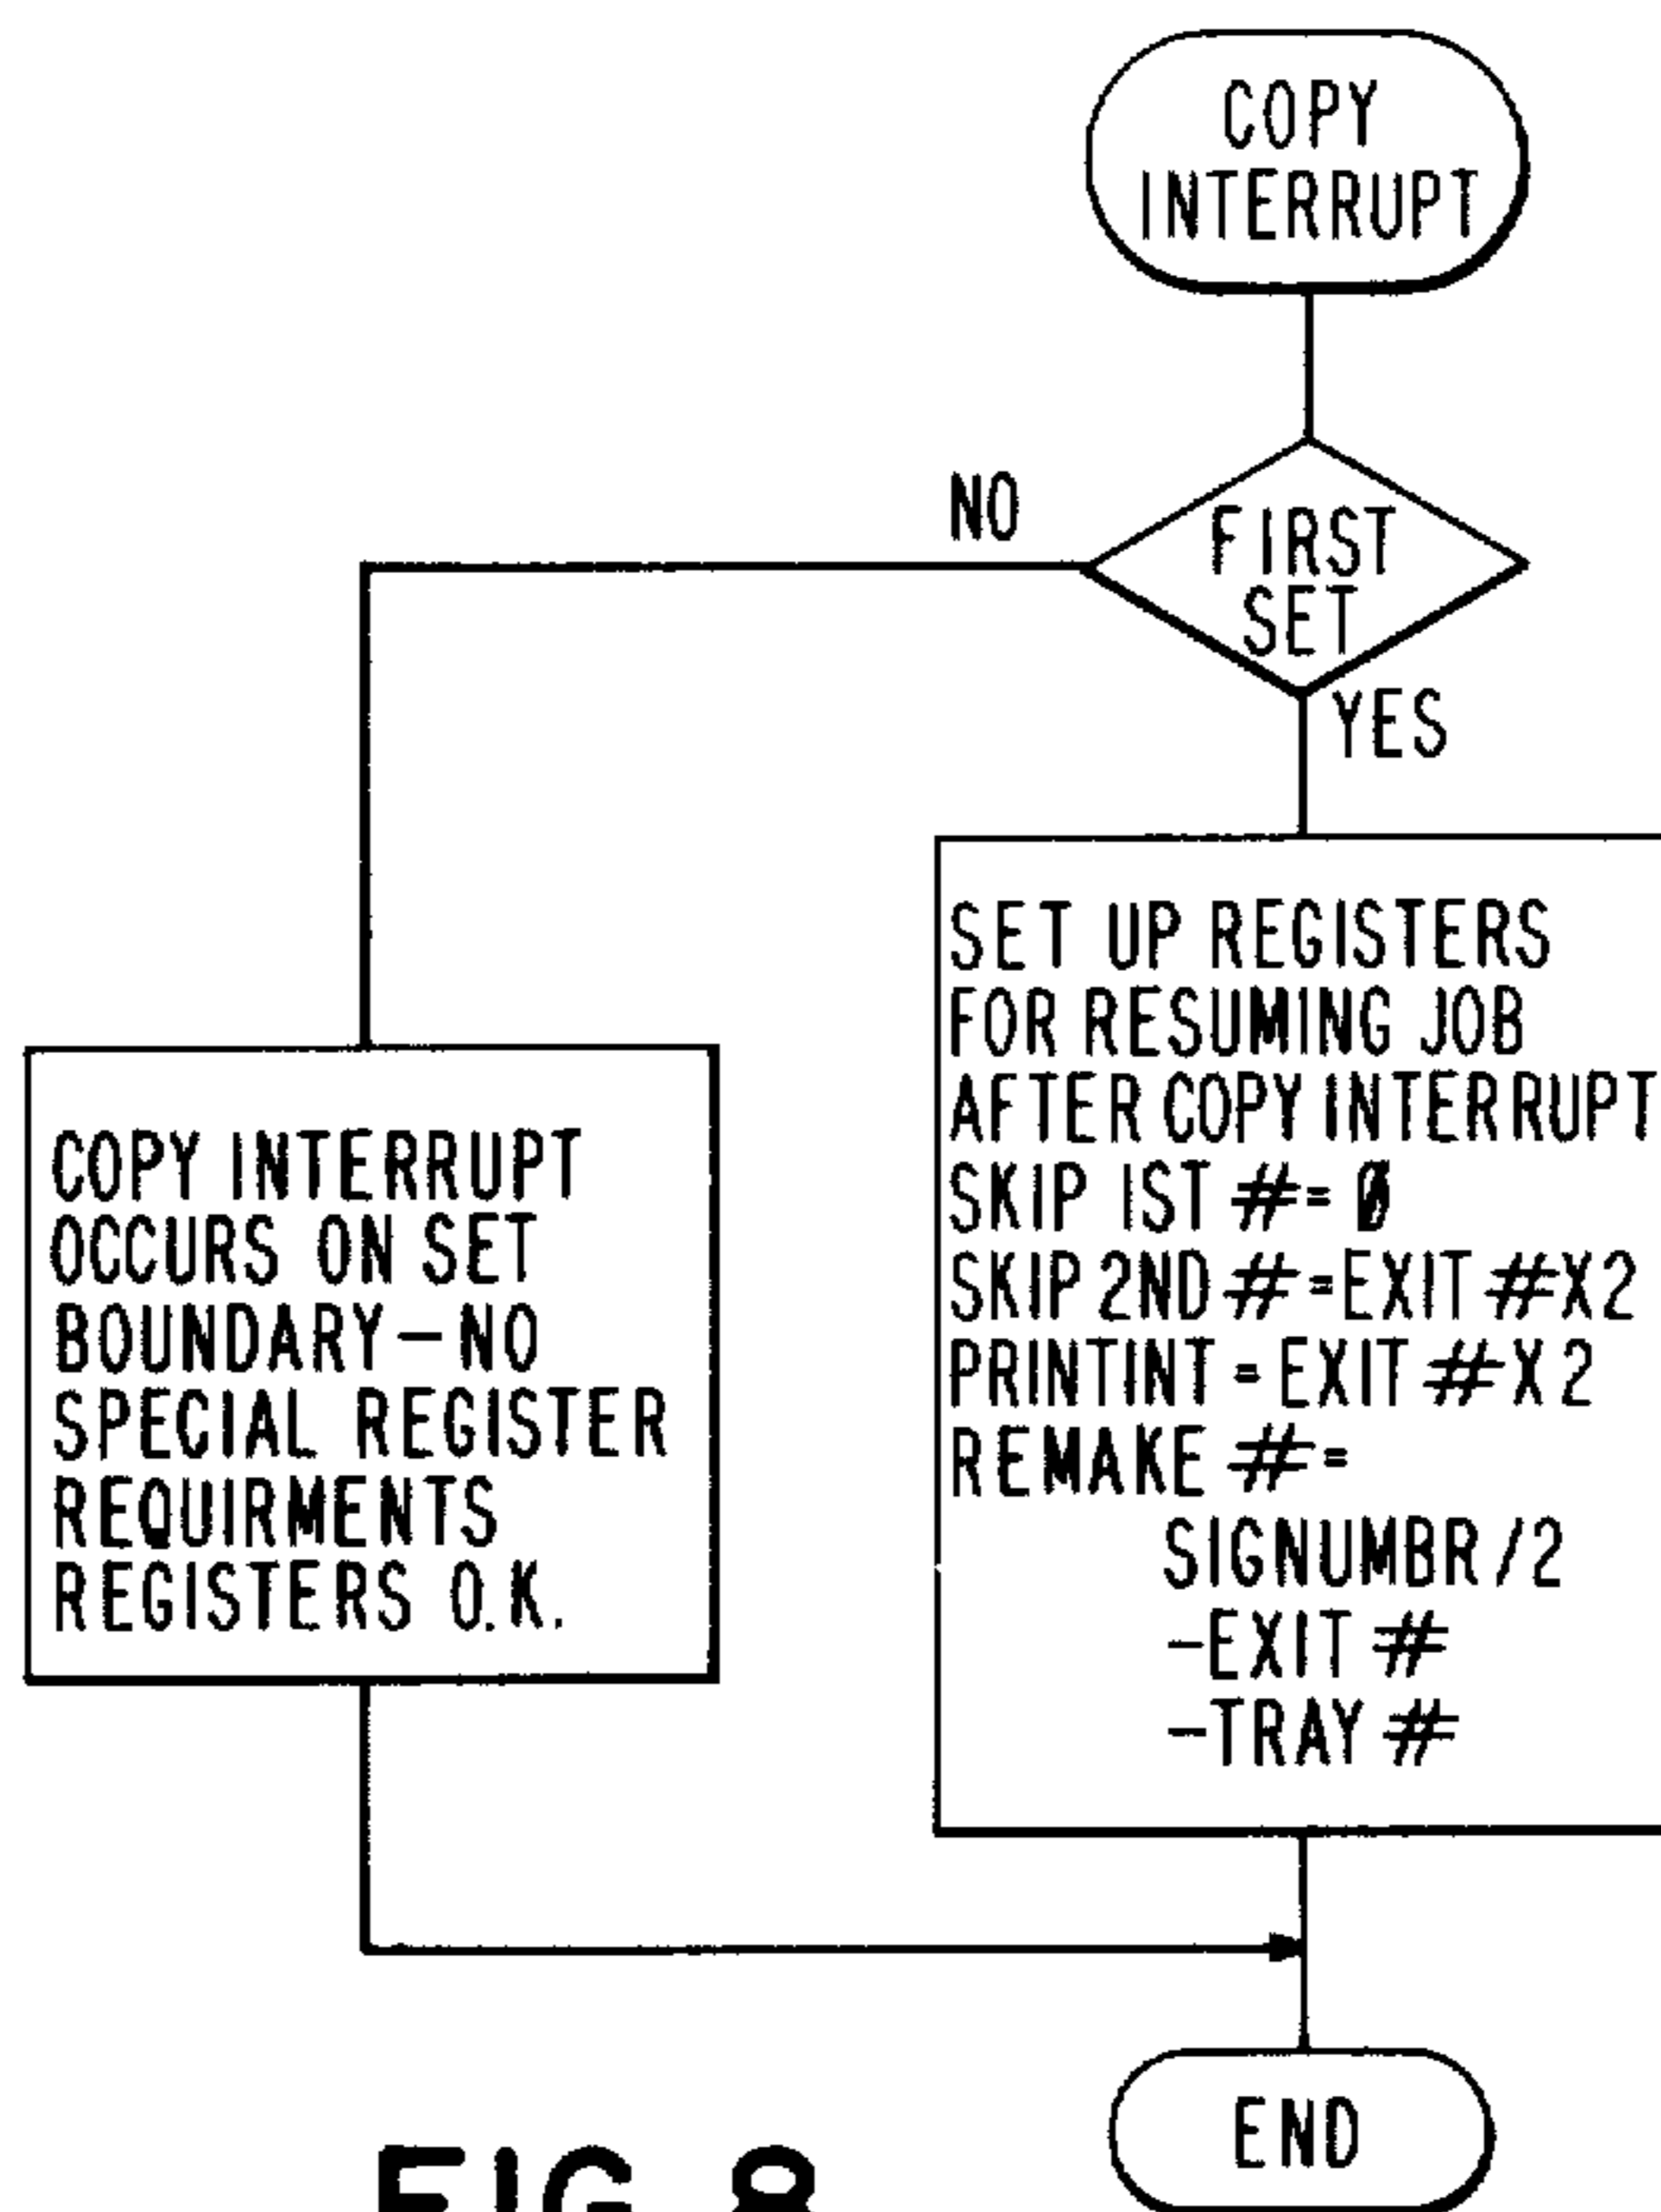 COPY
INTERRUPT
NO
FIRST
SET
YES
COPY INTERRUPT
OCCURS ON SET
BOUNDARY-NO
SPECIAL REGISTER
REQUIRMENTS
REGISTERS O.K.
SET UP REGISTERS
FOR RESUMING JOB
AFTER COPY INTERRUPT
SKIP 1ST #=Ø
SKIP 2ND #=EXIT #X2
PRINTINT=EXIT #X2
REMAKE #=
SIGNUMBR/2
-EXIT #
-TRAY #
END
FIG. 8